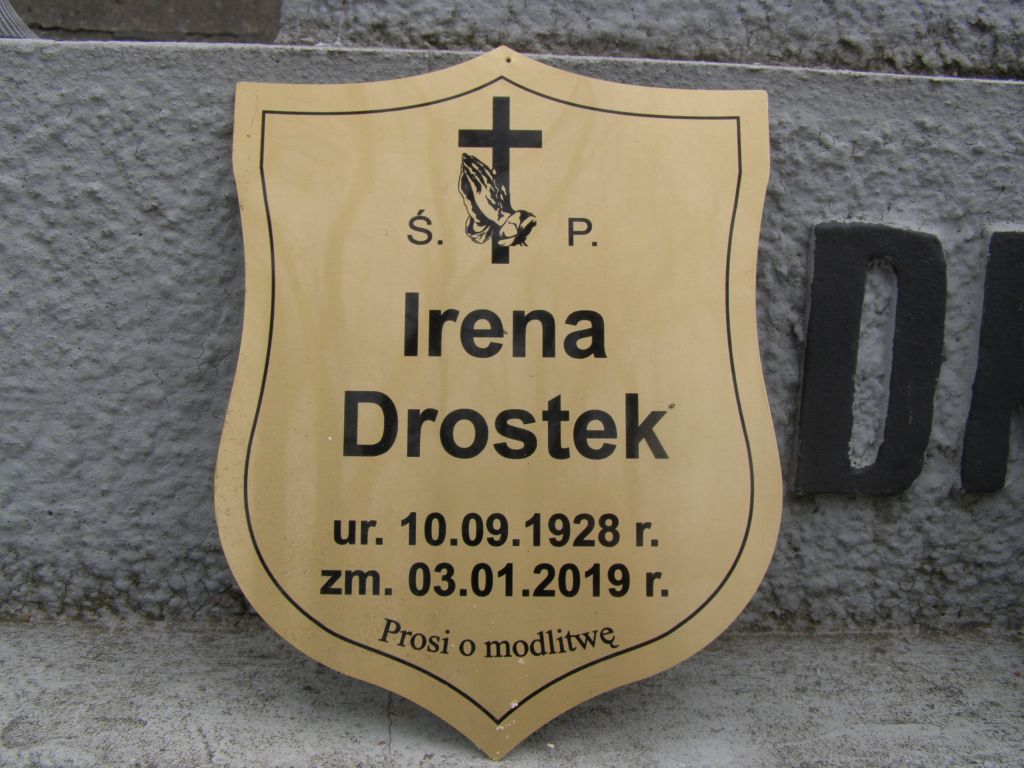 Ś. P.
Irena
Drostek
ur. 10.09.1928 r.
zm. 03.01.2019 r.
Prosi o modlitwę
D